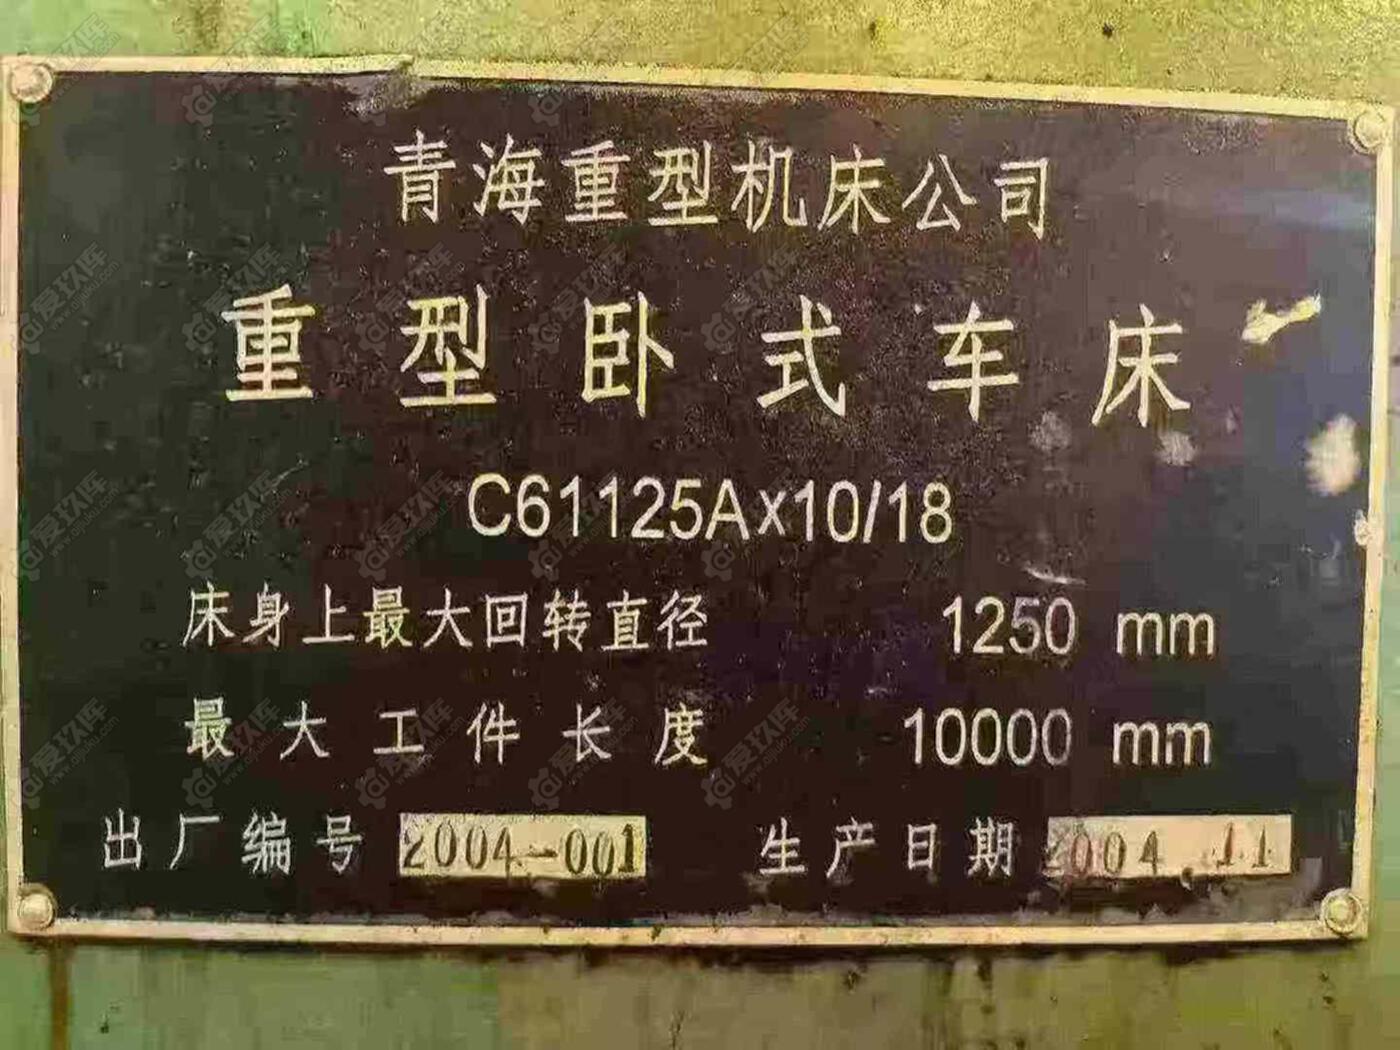 青海重型机床公司
重型卧式车床
C61125Ax10/18
床身上最大回转直径 1250 mm
最大工件长度 10000 mm
出厂编号 2004-001 生产日期 2004.11